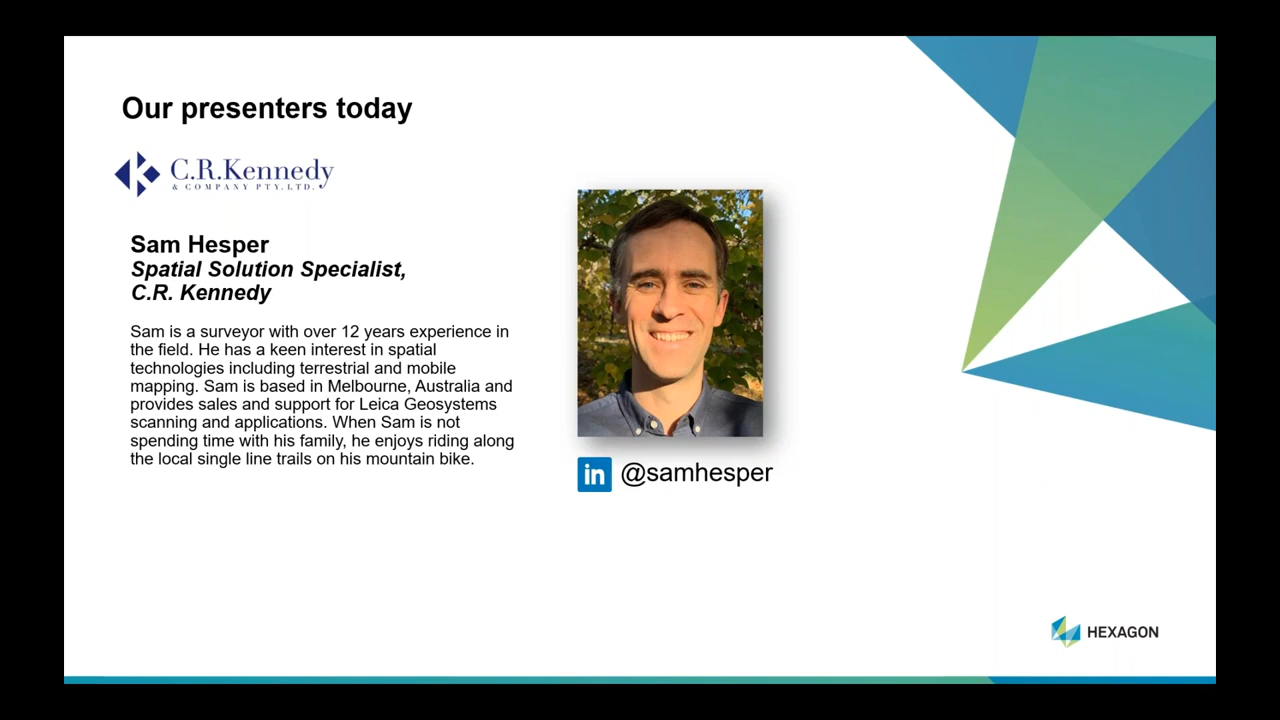 Our presenters today
C.R.Kennedy
& COMPANY PTY. LTD.
Sam Hesper
Spatial Solution Specialist,
C.R. Kennedy
Sam is a surveyor with over 12 years experience in
the field. He has a keen interest in spatial
technologies including terrestrial and mobile
mapping. Sam is based in Melbourne, Australia and
provides sales and support for Leica Geosystems
scanning and applications. When Sam is not
spending time with his family, he enjoys riding along
the local single line trails on his mountain bike.
in @samhesper
HEXAGON